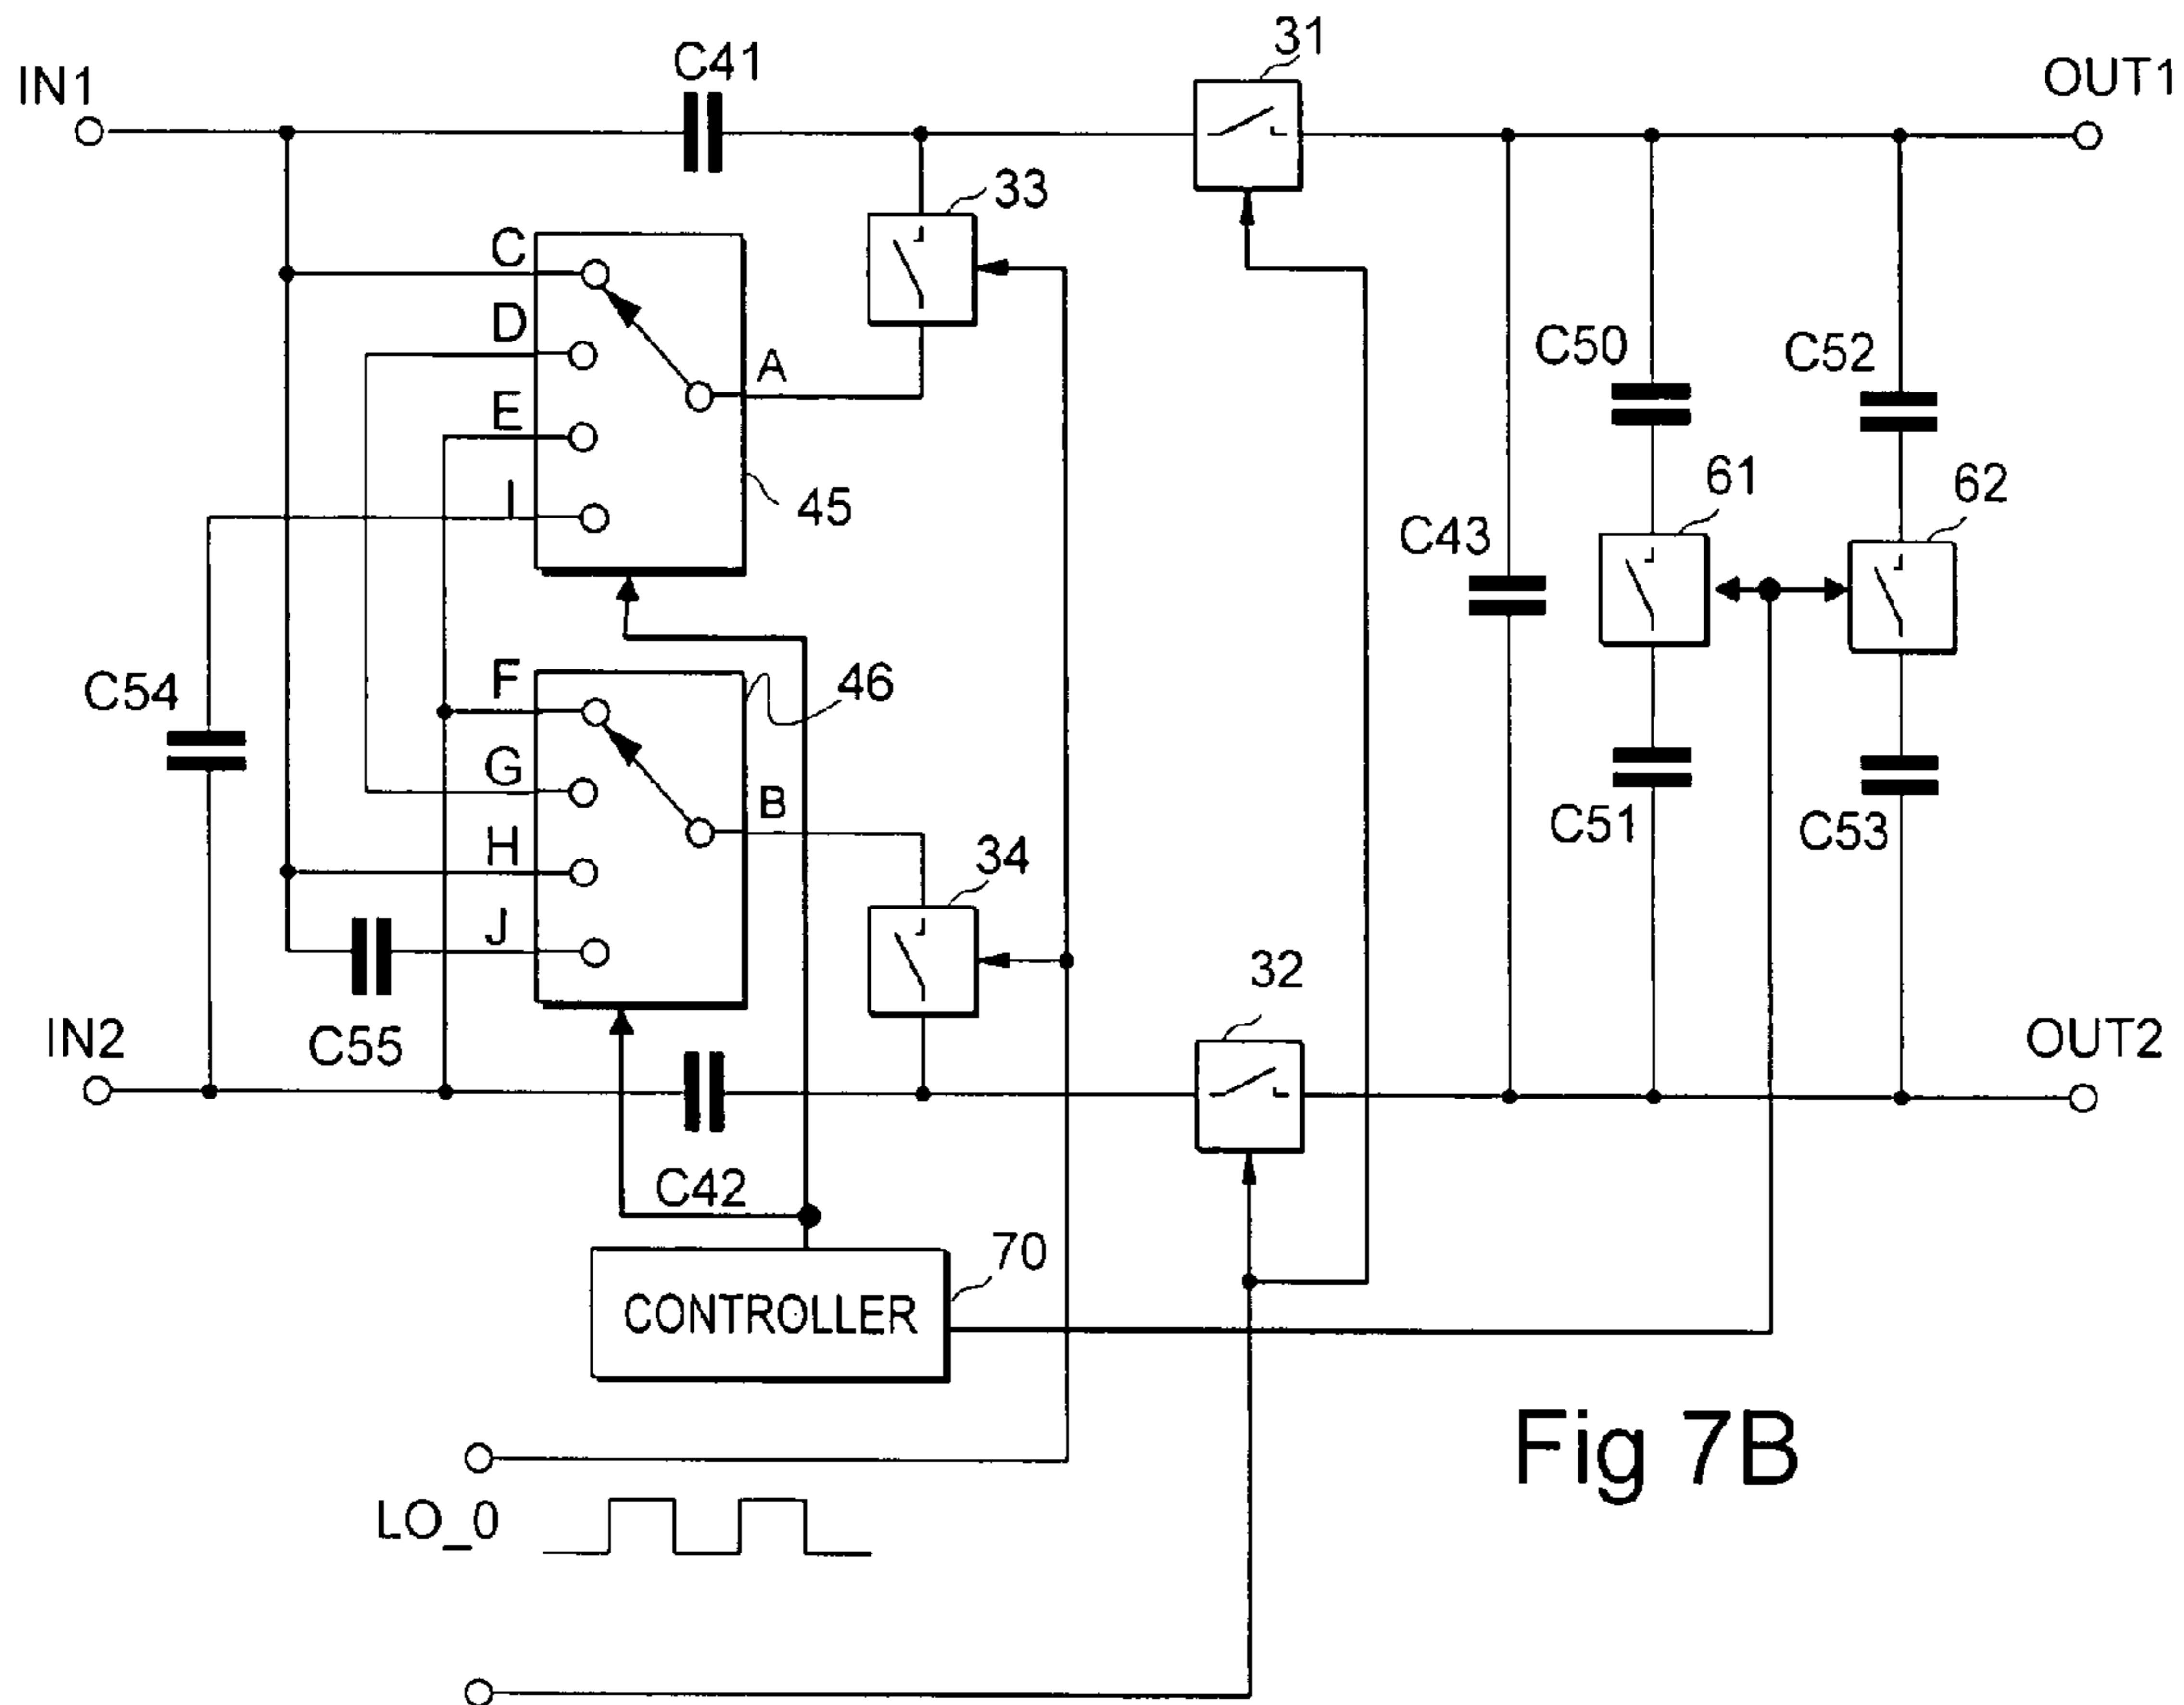 31
C41
IN1
OUT1
33
C
D
A
E
I
45
C50
C52
61
62
C43
F
46
C54
G
B
H
C51
C53
34
J
32
IN2
C55
OUT2
C42
70
CONTROLLER
Fig 7B
LO_0